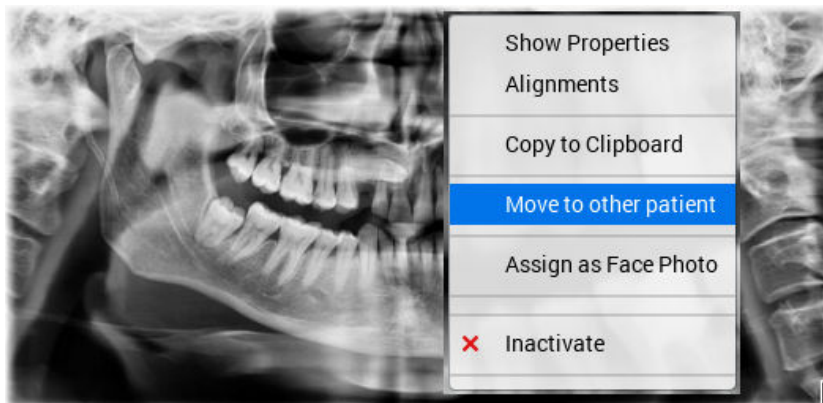 Show Properties
Alignments
Copy to Clipboard
Move to other patient
Assign as Face Photo
Inactivate